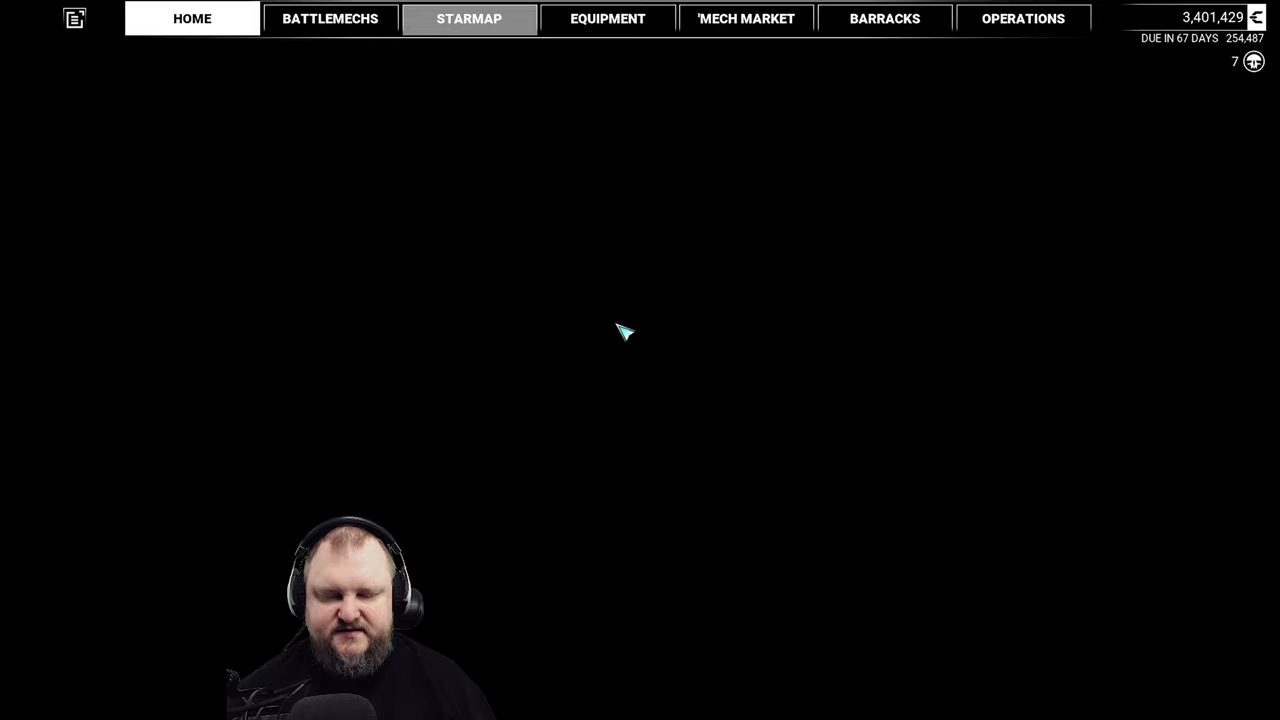 HOME
BATTLEMECHS
STARMAP
EQUIPMENT
'MECH MARKET
BARRACKS
OPERATIONS
3,401,429
DUE IN 67 DAYS 254,487
7